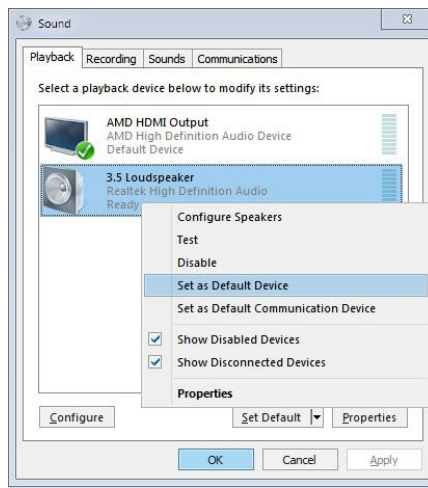 Sound
Playback Recording Sounds Communications
Select a playback device below to modify its settings:
AMD HDMI Output
AMD High Definition Audio Device
Default Device
3.5 Loudspeaker
Realtek High Definition Audio
Ready
Configure Speakers
Test
Disable
Set as Default Device
Set as Default Communication Device
Show Disabled Devices
Show Disconnected Devices
Properties
Configure Set Default Properties
OK Cancel Apply